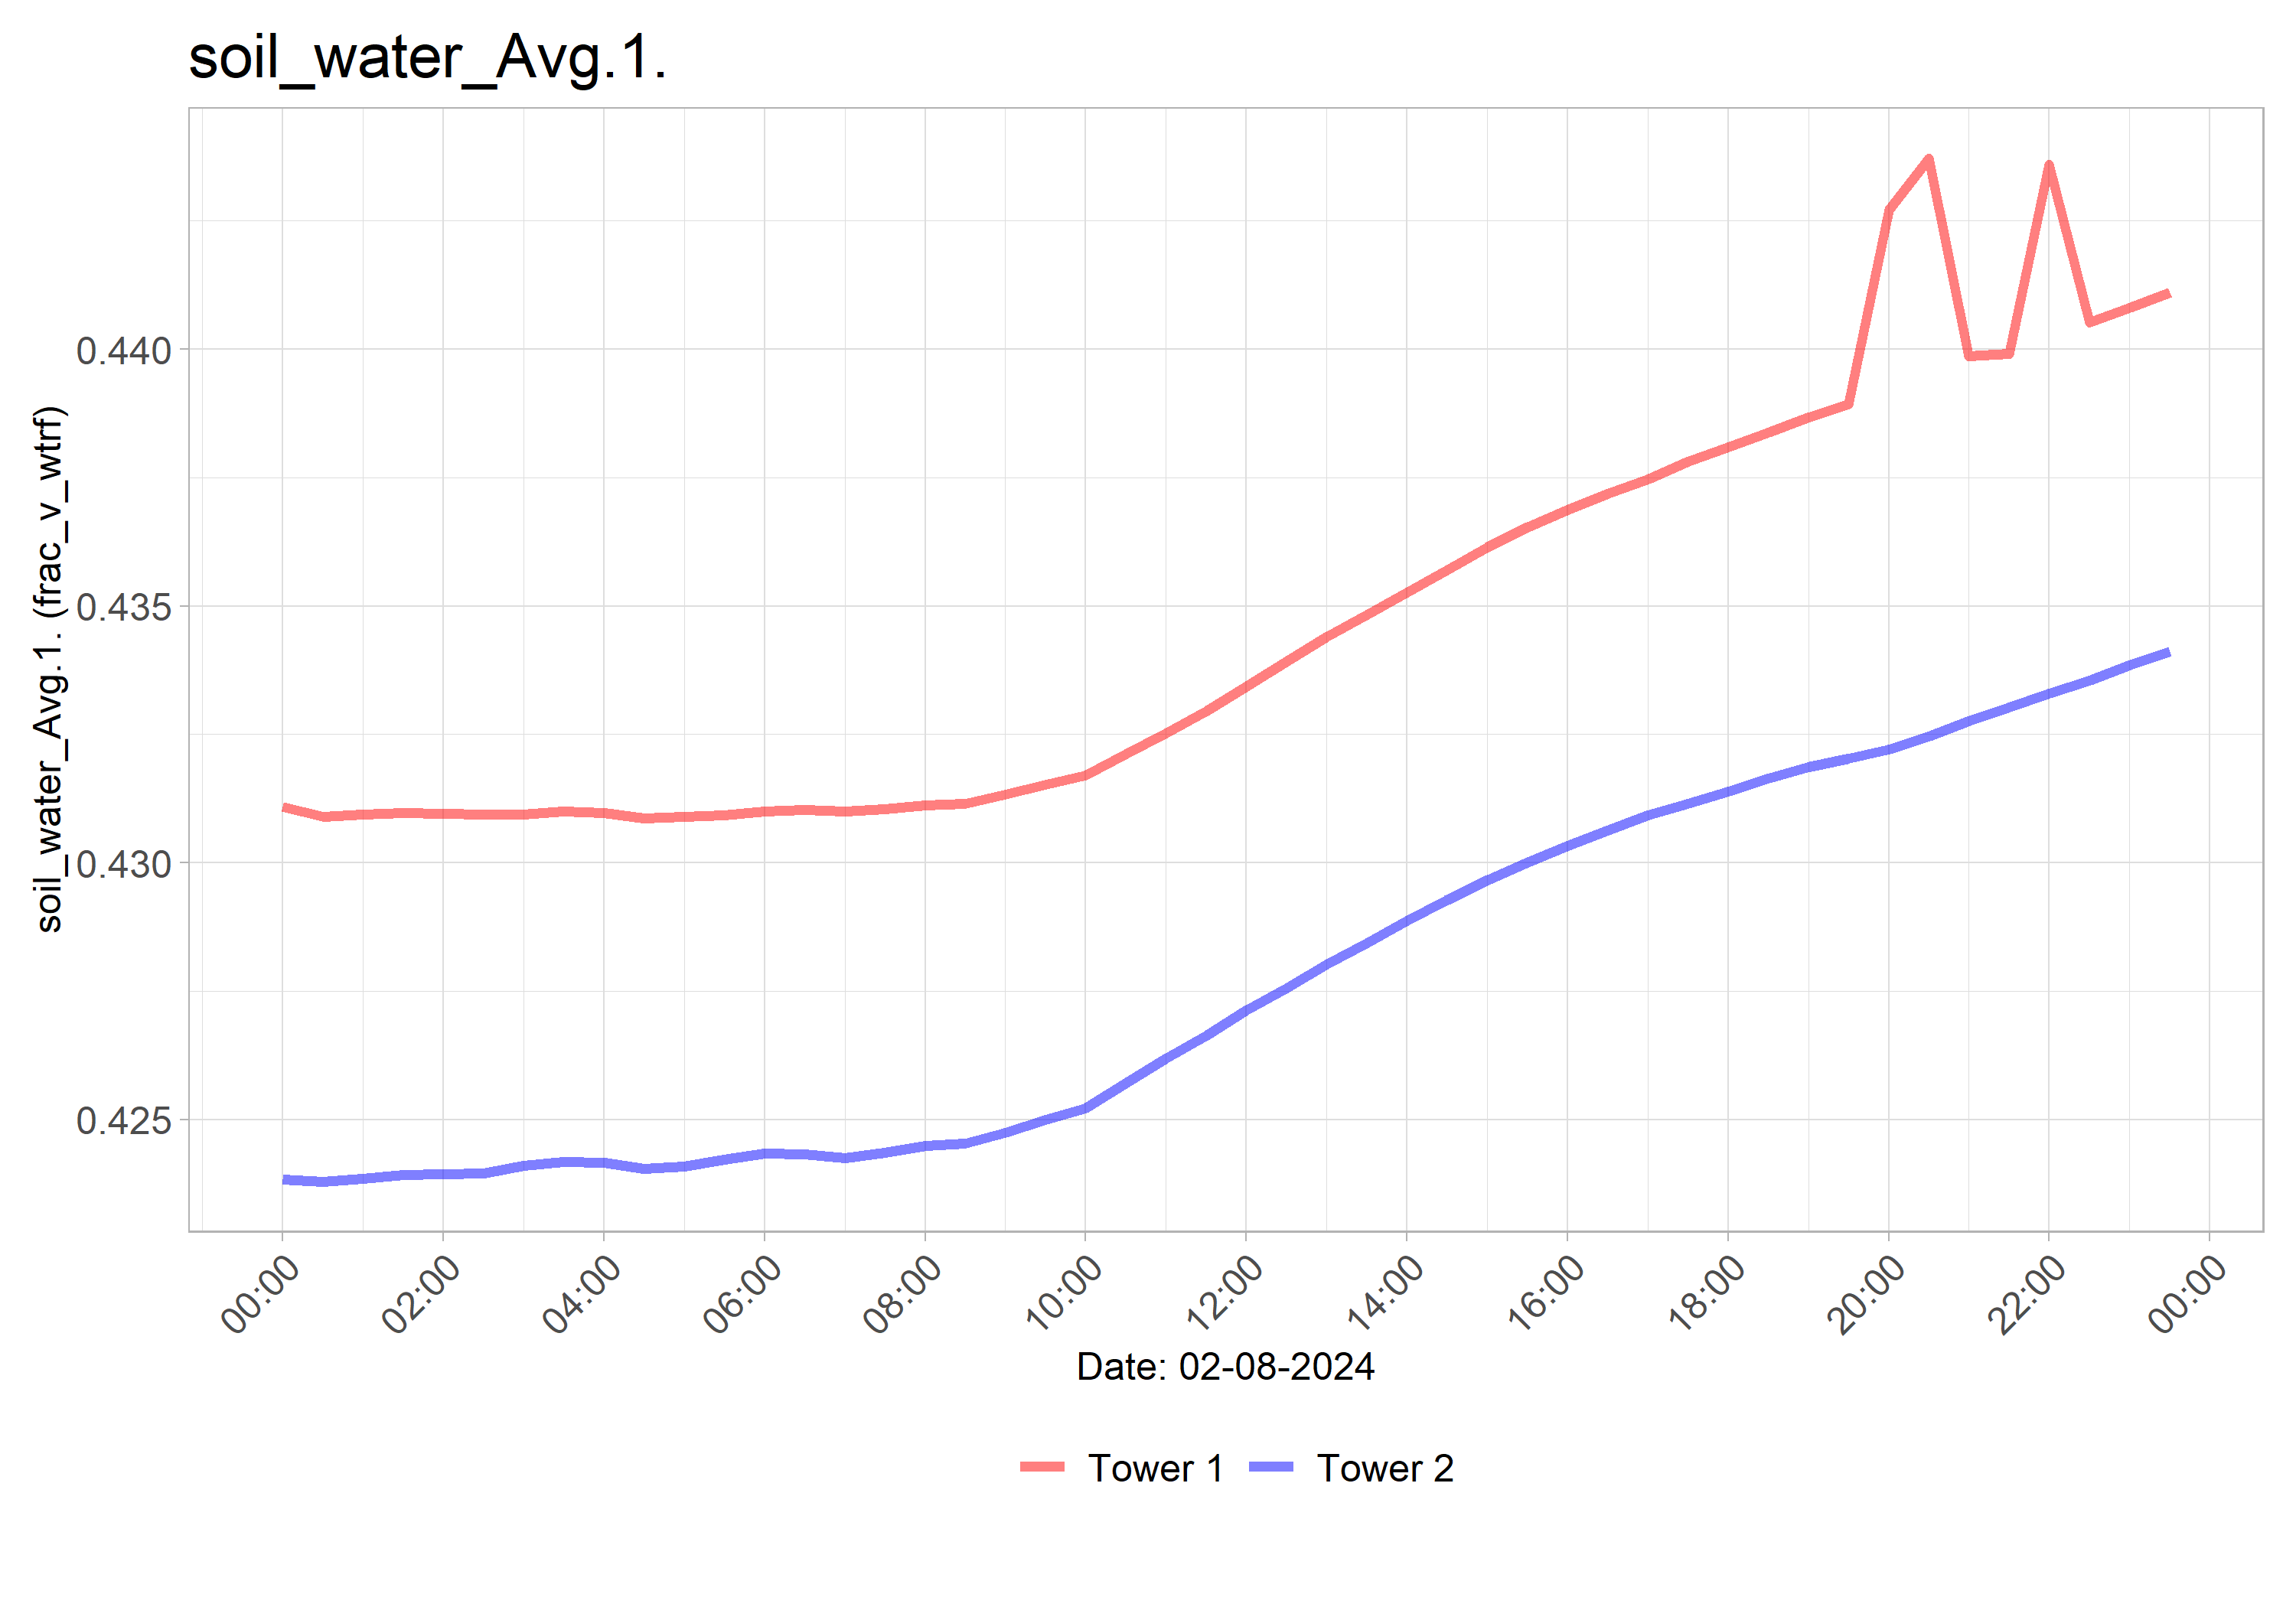 soil_water_Avg.1.
soil_water_Avg.1. (frac_v_wtrf)
0.440
0.435
0.430
0.425
00:00 02:00 04:00 06:00 08:00 10:00 12:00 14:00 16:00 18:00 20:00 22:00 00:00
Date: 02-08-2024
Tower 1 Tower 2